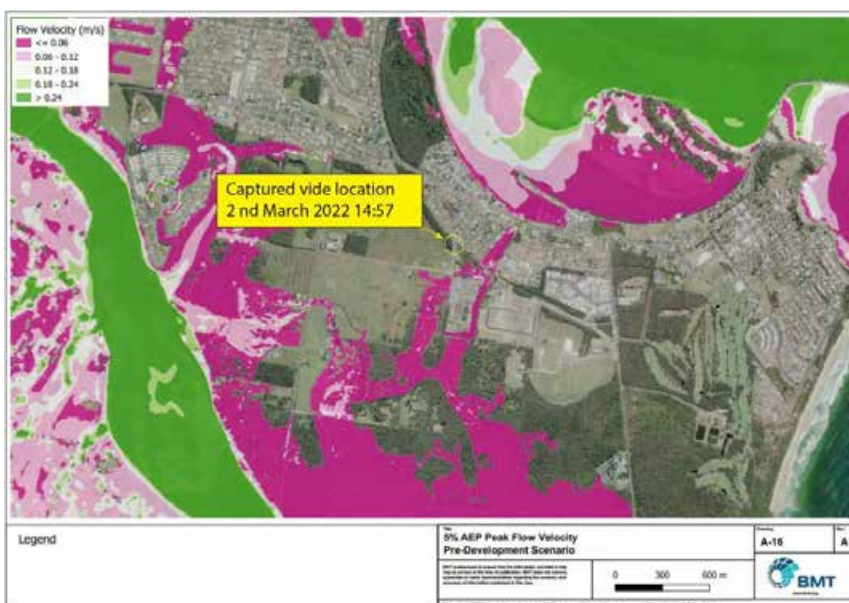 Flow Velocity (m/s)
<= 0.06
0.06 - 0.12
0.12 - 0.18
0.18 - 0.24
> 0.24
Captured vide location
2 nd March 2022 14:57
Legend
Title
5% AEP Peak Flow Velocity
Pre-Development Scenario
0 300 600 m
Drawing
A-16
A
BMT